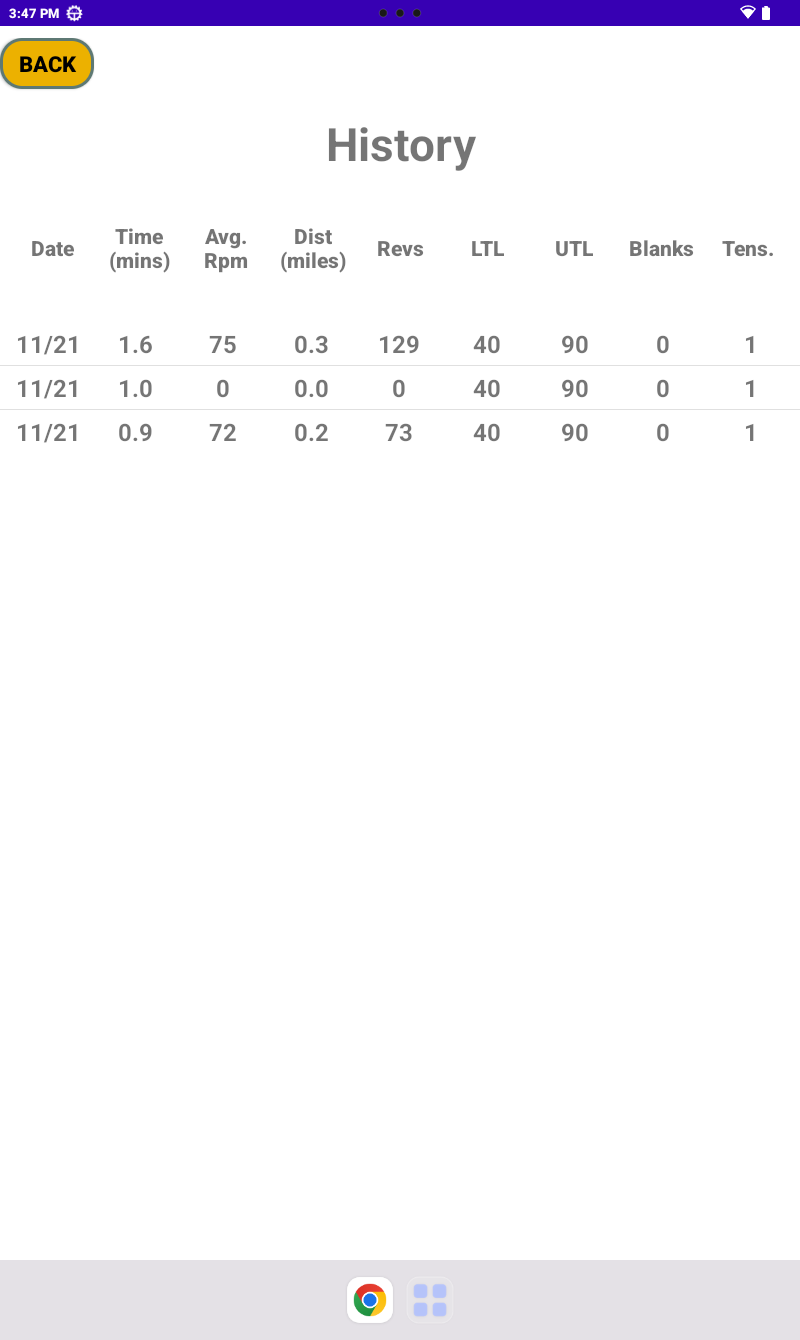 3:47 PM
BACK
History
Date Time (mins) Avg. Rpm Dist (miles) Revs LTL UTL Blanks Tens.
11/21 1.6 75 0.3 129 40 90 0 1
11/21 1.0 0 0.0 0 40 90 0 1
11/21 0.9 72 0.2 73 40 90 0 1